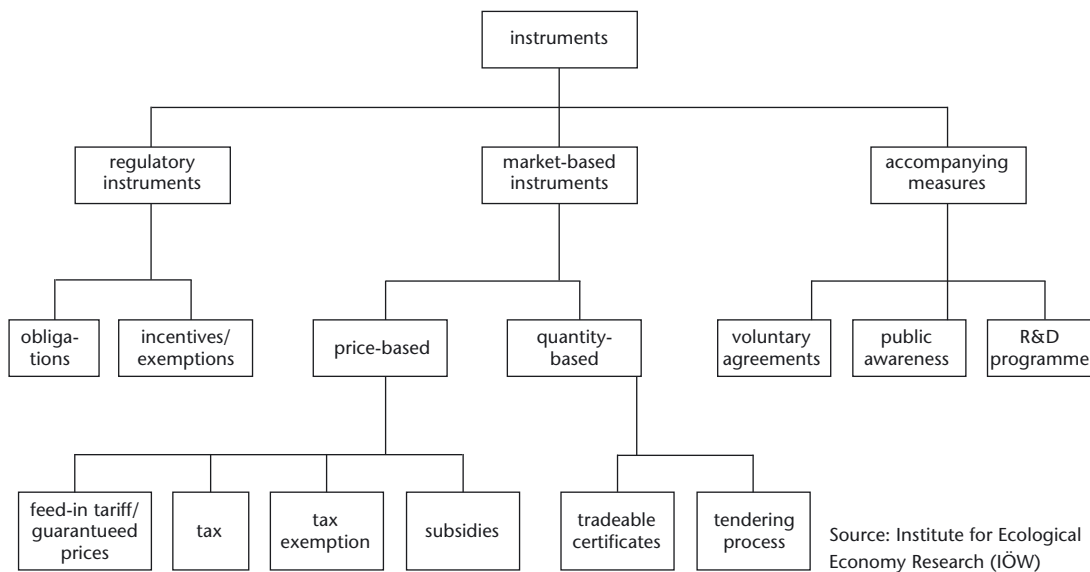 instruments
regulatory
instruments
market-based
instruments
accompanying
measures
obliga-
tions
incentives/
exemptions
price-based
quantity-
based
voluntary
agreements
public
awareness
R&D
programme
feed-in tariff/
guarantueed
prices
tax
tax
exemption
subsidies
tradeable
certificates
tendering
process
Source: Institute for Ecological
Economy Research (IÖW)